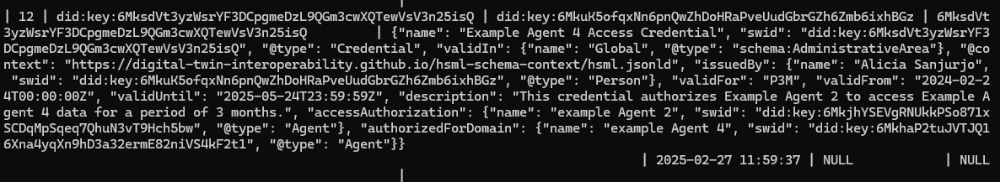 | 12 | did:key:6MksdVt3yzWsrYF3DCpgmeDzL9QGm3cwXQTewVsV3n25isQ | did:key:6MkuK5ofqxNn6pnQwZhDoHRaPveUudGbrGZh6Zmb6ixhBGz | 6MksdVt
3yzWsrYF3DCpgmeDzL9QGm3cwXQTewVsV3n25isQ | {"name": "Example Agent 4 Access Credential", "swid": "did:key:6MksdVt3yzWsrYF3
DCpgmeDzL9QGm3cwXQTewVsV3n25isQ", "@type": "Credential", "validIn": {"name": "Global", "@type": "schema:AdministrativeArea"}, "@co
ntext": "https://digital-twin-interoperability.github.io/hsml-schema-context/hsml.jsonld", "issuedBy": {"name": "Alicia Sanjurjo",
"swid": "did:key:6MkuK5ofqxNn6pnQwZhDoHRaPveUudGbrGZh6Zmb6ixhBGz", "@type": "Person"}, "validFor": "P3M", "validFrom": "2024-02-2
4T00:00:00Z", "validUntil": "2025-05-24T23:59:59Z", "description": "This credential authorizes Example Agent 2 to access Example A
gent 4 data for a period of 3 months.", "accessAuthorization": {"name": "example Agent 2", "swid": "did:key:6MkjhYSEVgRNUkkPSo871x
SCDqMpSqeq7QhuN3vT9Hch5bw", "@type": "Agent"}, "authorizedForDomain": {"name": "example Agent 4", "swid": "did:key:6MkhaP2tuJVTJQ1
6Xna4yqXn9hD3a32ermE82niVS4kF2t1", "@type": "Agent"}}
| 2025-02-27 11:59:37 | NULL | NULL
|